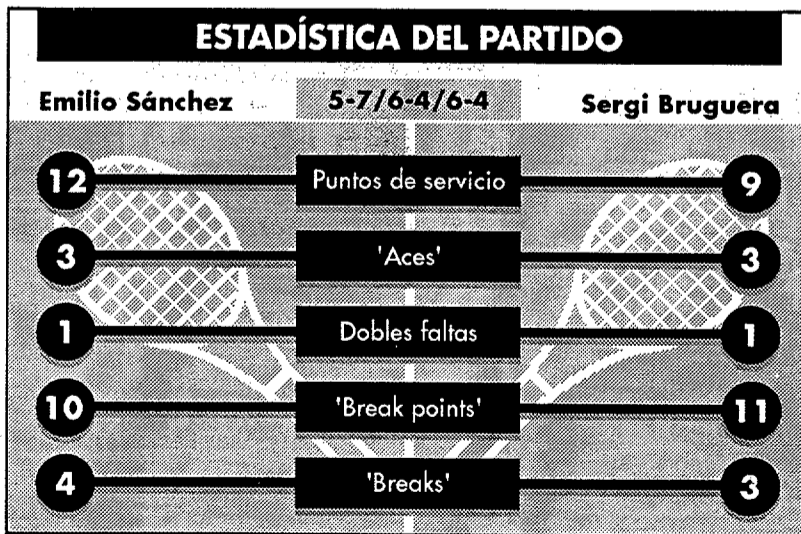 ESTADÍSTICA DEL PARTIDO
Emilio Sánchez 5-7/6-4/6-4 Sergi Bruguera
12 Puntos de servicio 9
3 'Aces' 3
1 Dobles faltas 1
10 'Break points' 11
4 'Breaks' 3